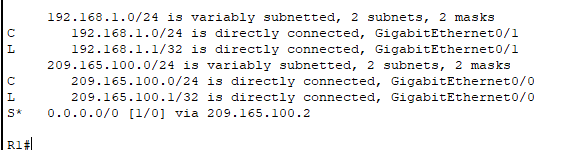 192.168.1.0/24 is variably subnetted, 2 subnets, 2 masks
C 192.168.1.0/24 is directly connected, GigabitEthernet0/1
L 192.168.1.1/32 is directly connected, GigabitEthernet0/1
209.165.100.0/24 is variably subnetted, 2 subnets, 2 masks
C 209.165.100.0/24 is directly connected, GigabitEthernet0/0
L 209.165.100.1/32 is directly connected, GigabitEthernet0/0
S* 0.0.0.0/0 [1/0] via 209.165.100.2
R1#